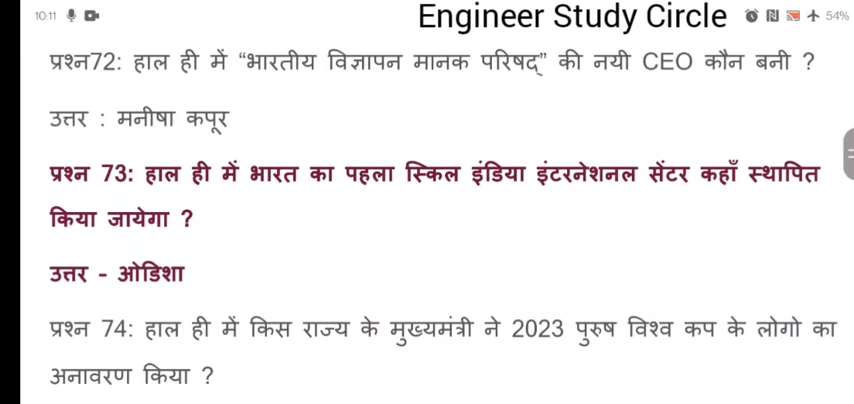 10:11 Engineer Study Circle 54%
प्रश्न72: हाल ही में “भारतीय विज्ञापन मानक परिषद्” की नयी CEO कौन बनी ?
उत्तर : मनीषा कपूर
प्रश्न 73: हाल ही में भारत का पहला स्किल इंडिया इंटरनेशनल सेंटर कहाँ स्थापित
किया जायेगा ?
उत्तर - ओडिशा
प्रश्न 74: हाल ही में किस राज्य के मुख्यमंत्री ने 2023 पुरुष विश्व कप के लोगो का
अनावरण किया ?